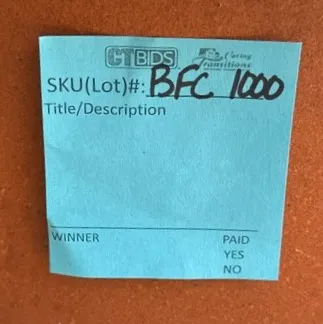 CTBIDS Caring Transitions
SKU(Lot)#: BFC 1000
Title/Description
WINNER PAID
YES
NO